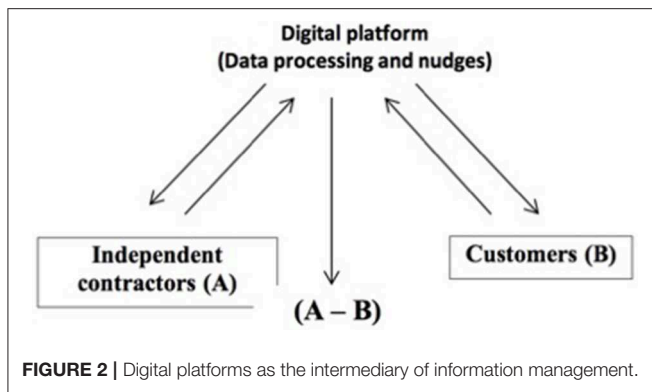 Digital platform
(Data processing and nudges)
Independent
contractors (A)
Customers (B)
(A – B)
FIGURE 2 | Digital platforms as the intermediary of information management.